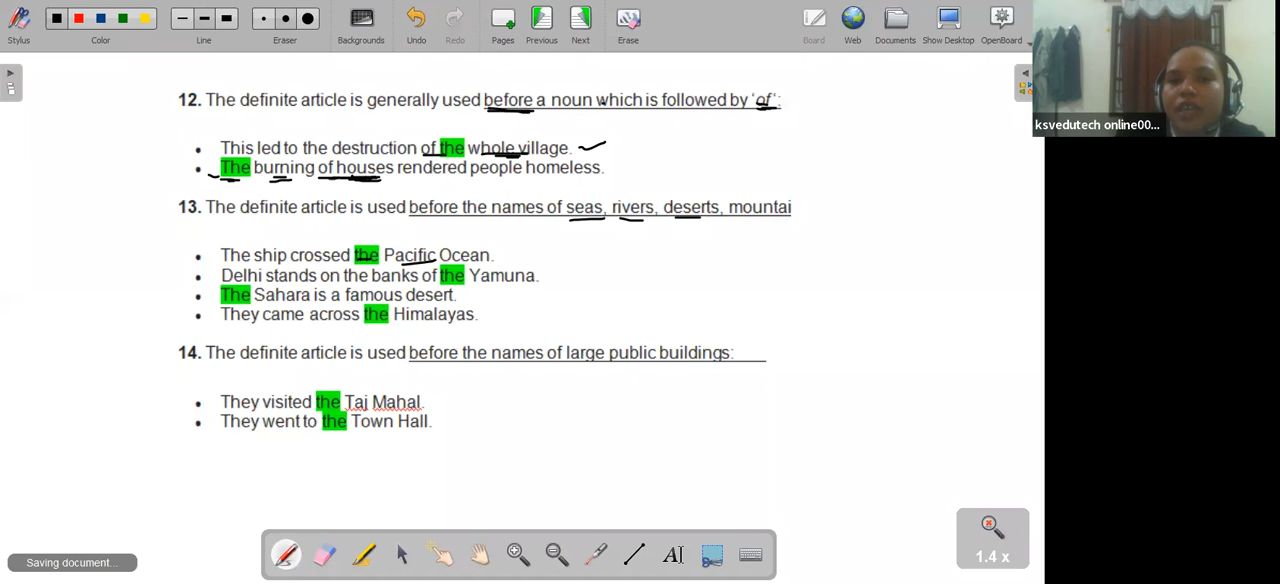 Stylus
Color
Line
Eraser
Backgrounds
Undo
Redo
Pages
Previous
Next
Erase
Board
Web
Documents
Show Desktop
OpenBoard
ksvedutech online00...
12. The definite article is generally used before a noun which is followed by ‘of‘:
• This led to the destruction of the whole village.
• The burning of houses rendered people homeless.
13. The definite article is used before the names of seas, rivers, deserts, mountai
• The ship crossed the Pacific Ocean.
• Delhi stands on the banks of the Yamuna.
• The Sahara is a famous desert.
• They came across the Himalayas.
14. The definite article is used before the names of large public buildings:
• They visited the Taj Mahal.
• They went to the Town Hall.
Saving document...
AI
1.4 x